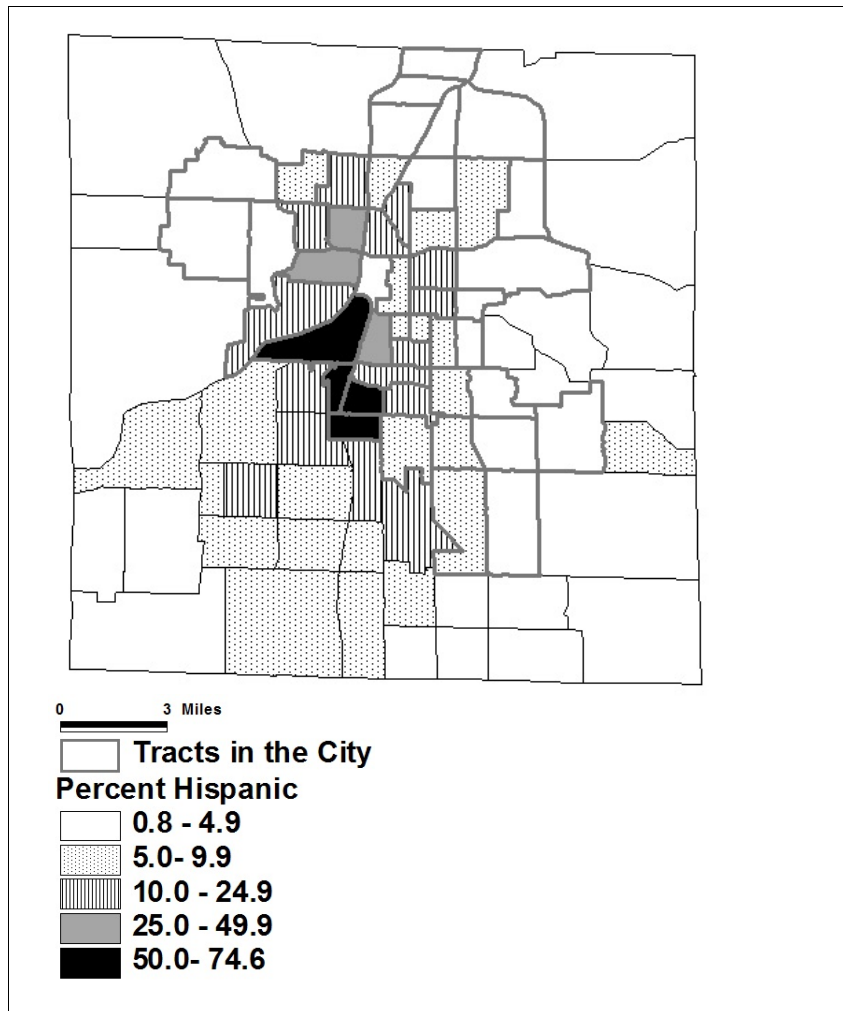 0 3 Miles
Tracts in the City
Percent Hispanic
0.8 - 4.9
5.0- 9.9
10.0 - 24.9
25.0 - 49.9
50.0- 74.6